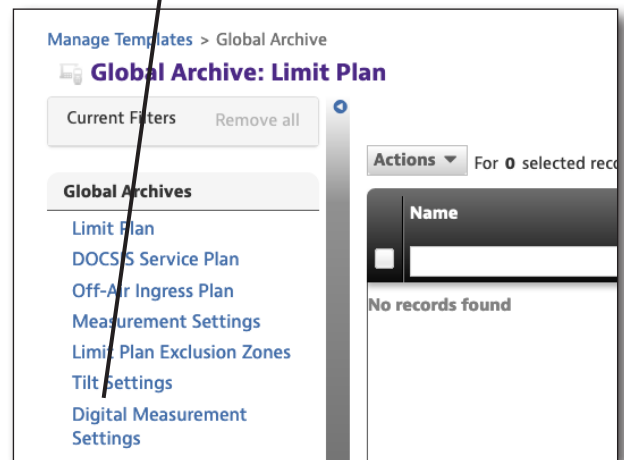 Manage Templates > Global Archive
Global Archive: Limit Plan
Current Filters Remove all
Actions For 0 selected reco
Global Archives
Name
Limit Plan
DOCSIS Service Plan
Off-Air Ingress Plan
Measurement Settings
No records found
Limit Plan Exclusion Zones
Tilt Settings
Digital Measurement
Settings